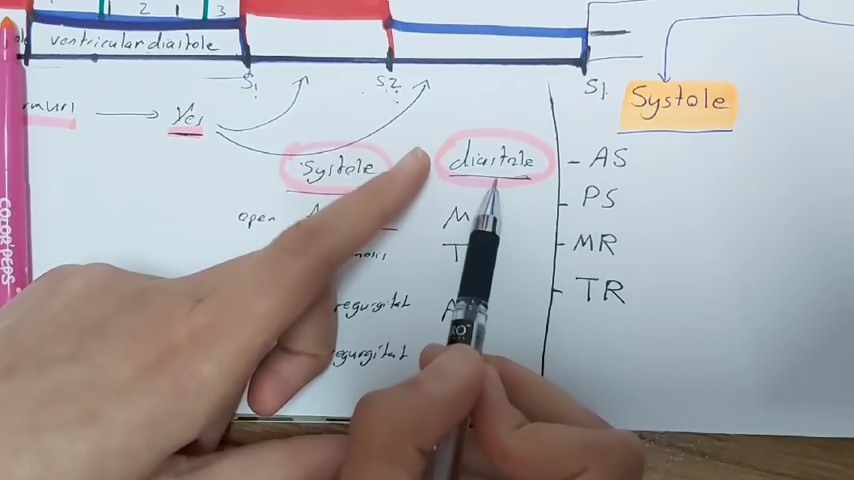 1 2 3
ventricular diastole
S1 S2 S1
Systole
Yes
Systole diastole - AS
open M PS
T MR
regurgitat A TR
regurgitat
COLOR'PEPS